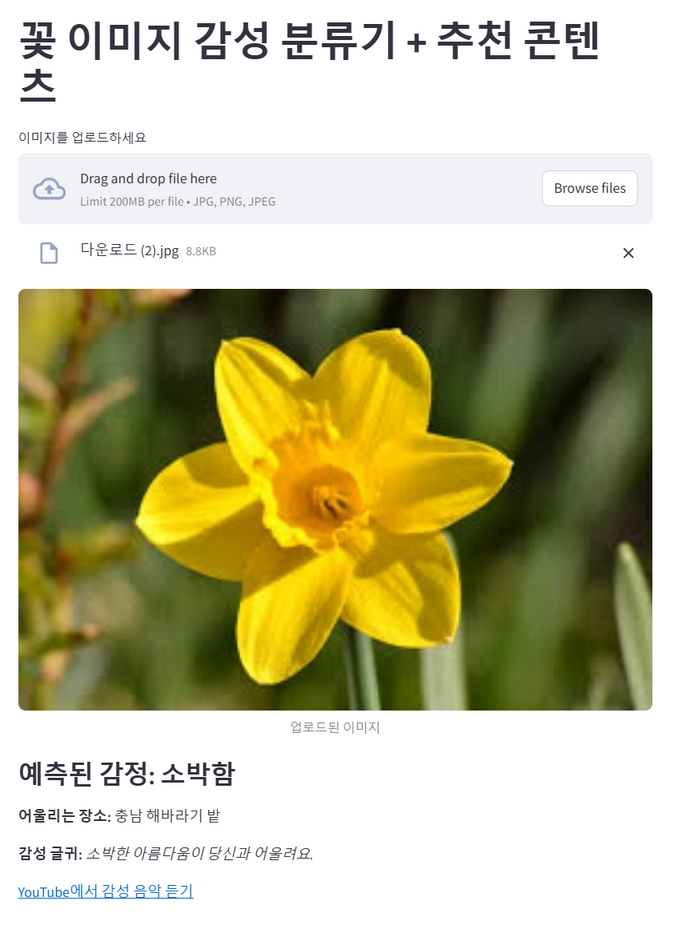 꽃 이미지 감성 분류기 + 추천 콘텐
츠
이미지를 업로드하세요
Drag and drop file here
Limit 200MB per file • JPG, PNG, JPEG
Browse files
다운로드 (2).jpg 8.8KB
업로드된 이미지
예측된 감정: 소박함
어울리는 장소: 충남 해바라기 밭
감성 글귀: 소박한 아름다움이 당신과 어울려요.
YouTube에서 감성 음악 듣기